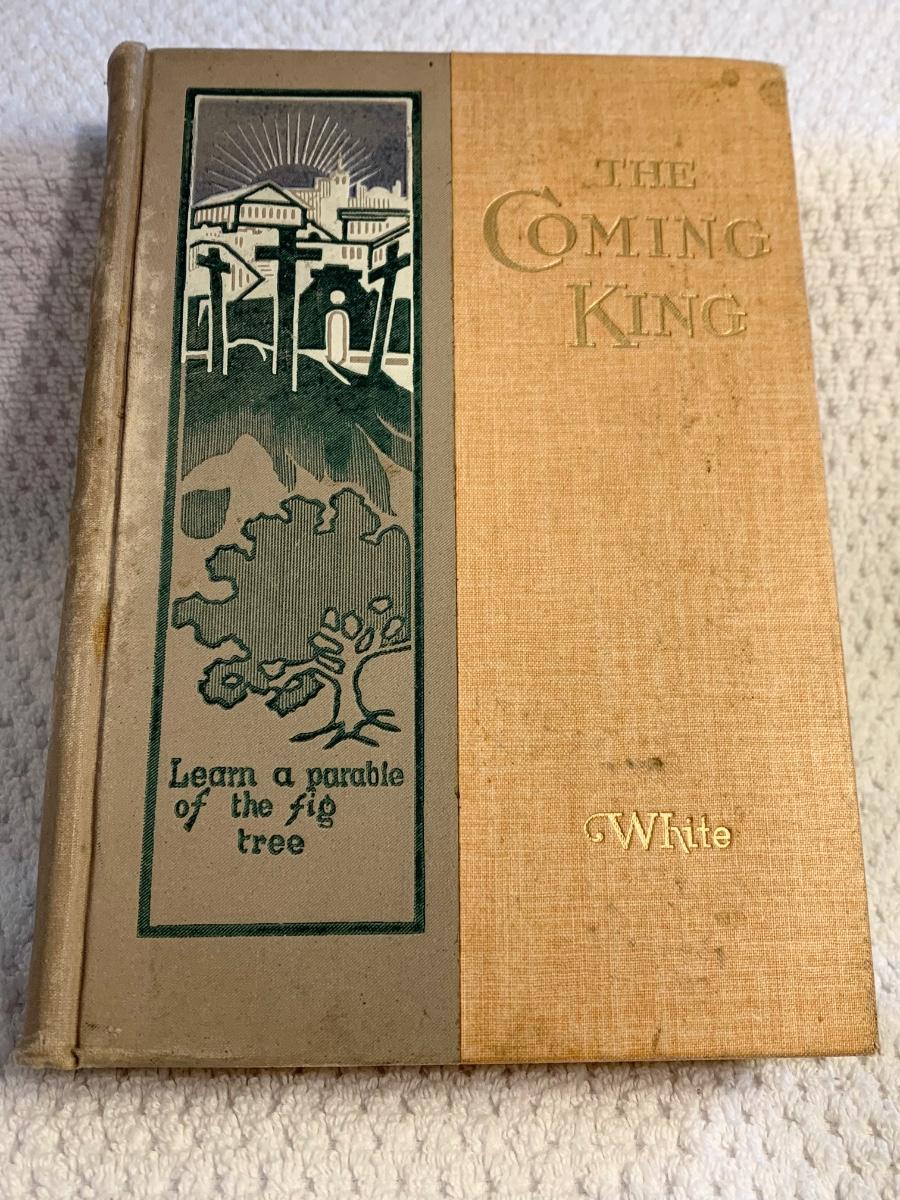 THE
COMING
KING
Learn a parable
of the fig
tree
White